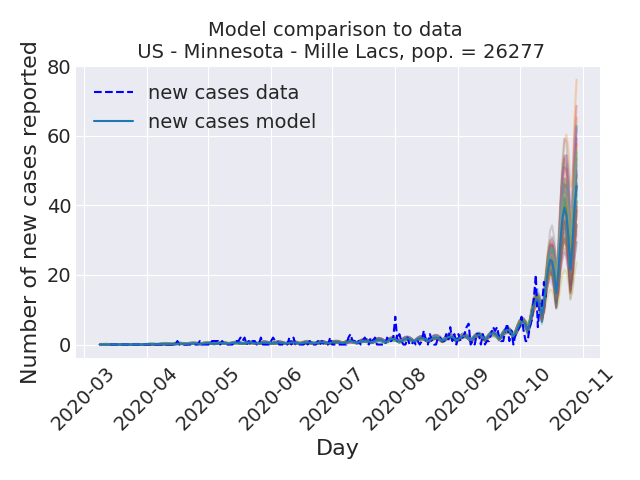 Model comparison to data
US - Minnesota - Mille Lacs, pop. = 26277
Number of new cases reported
80
60
40
20
0
new cases data
new cases model
2020-03
2020-04
2020-05
2020-06
2020-07
2020-08
2020-09
2020-10
2020-11
Day